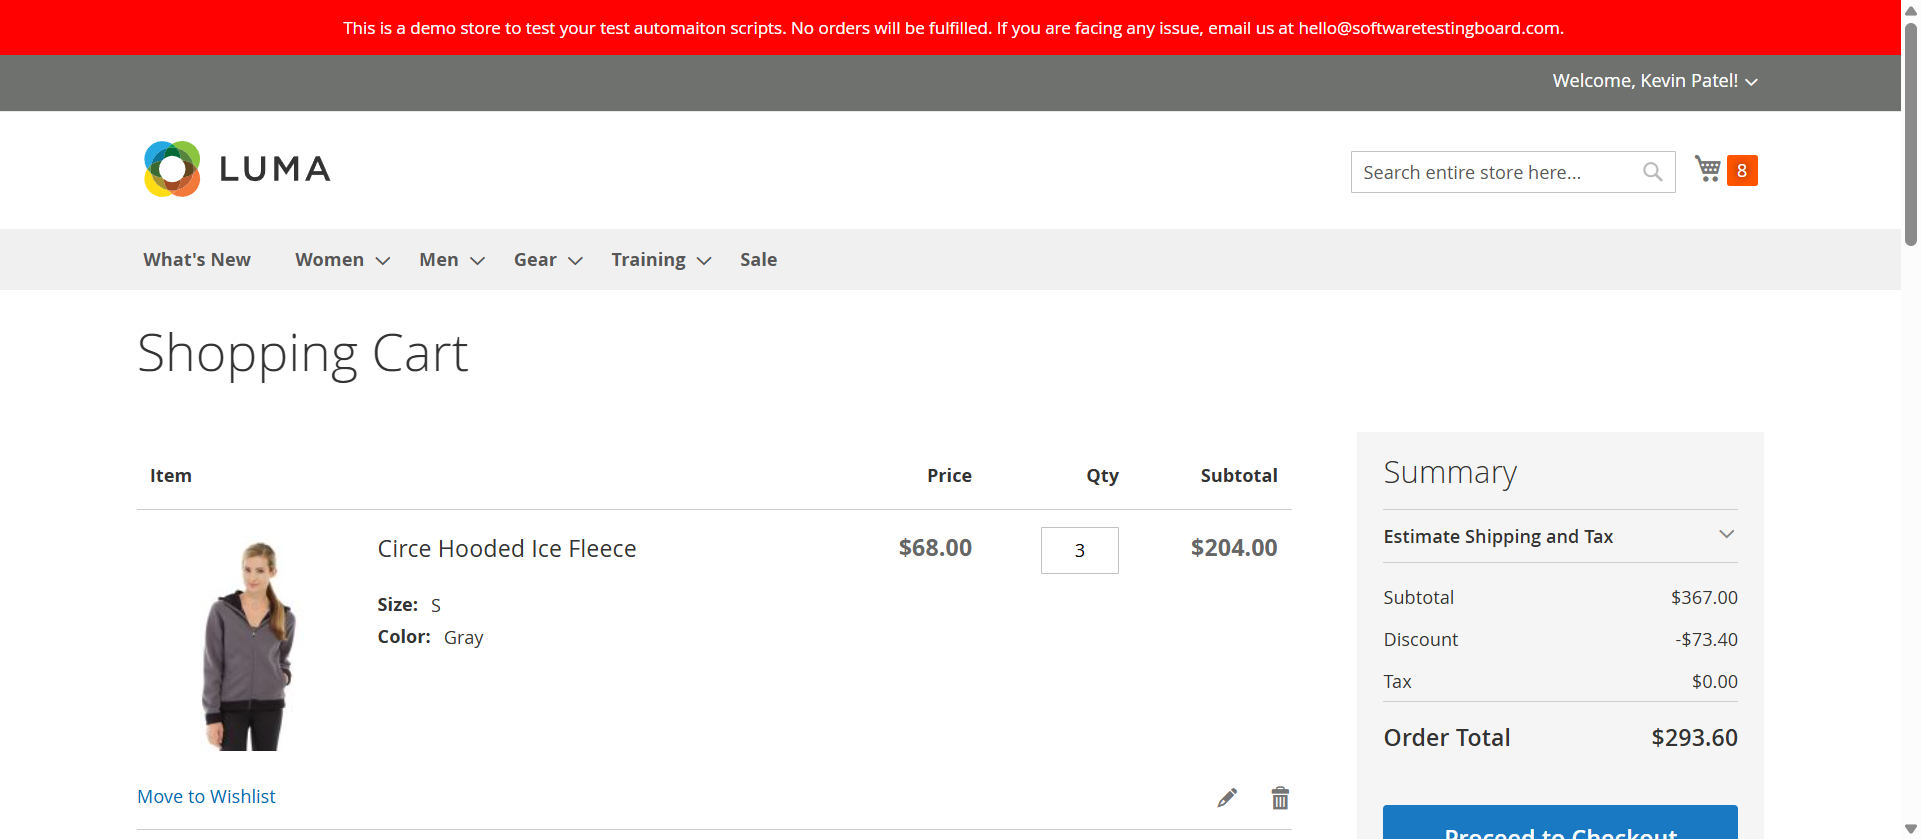 This is a demo store to test your test automaiton scripts. No orders will be fulfilled. If you are facing any issue, email us at hello@softwaretestingboard.com.
Welcome, Kevin Patel!
LUMA
Search entire store here...
8
What's New Women Men Gear Training Sale
Shopping Cart
Item Price Qty Subtotal
Circe Hooded Ice Fleece $68.00 3 $204.00
Size: S
Color: Gray
Move to Wishlist
Summary
Estimate Shipping and Tax
Subtotal $367.00
Discount -$73.40
Tax $0.00
Order Total $293.60
Proceed to Checkout